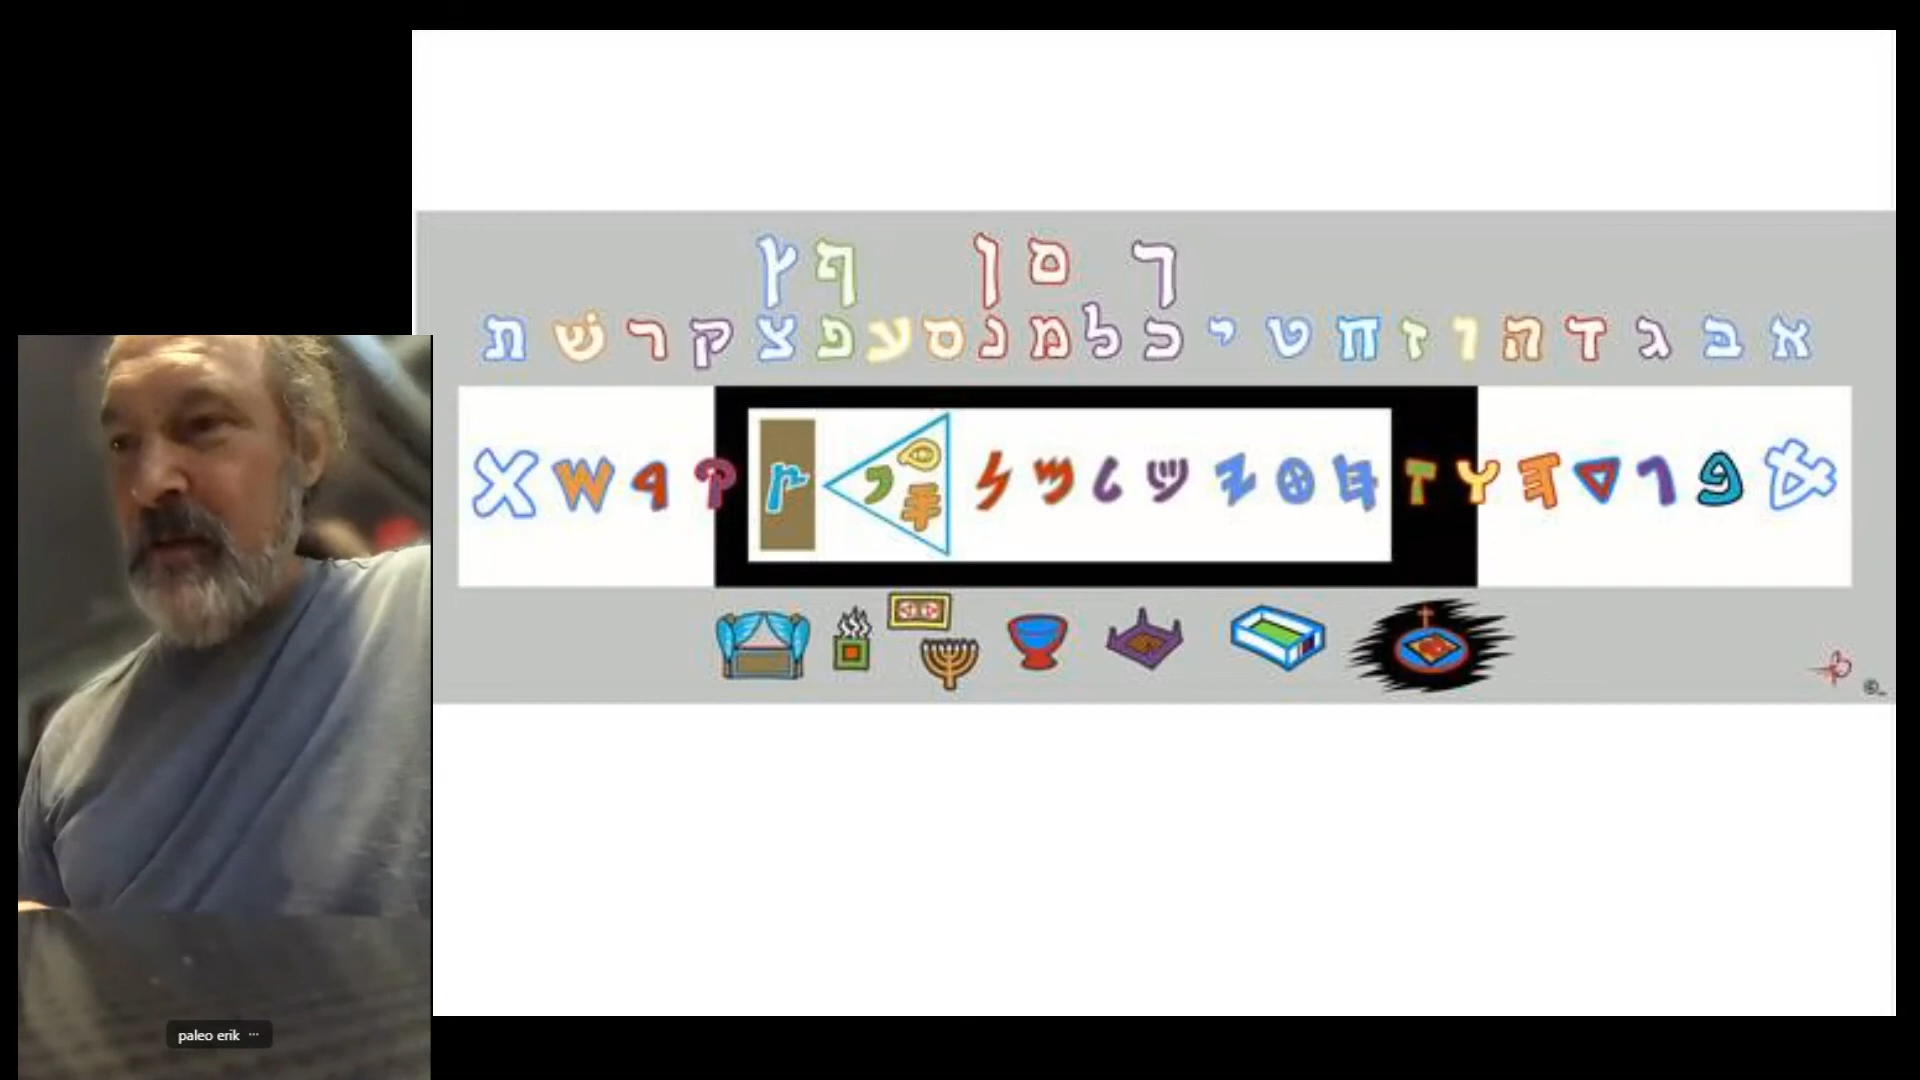 ך ם ן ף ץ
א ב ג ד ה ו ז ח ט י כ ל מ נ ס ע פ צ ק ר שׁ ת
𐤀 𐤁 𐤂 𐤃 𐤄 𐤅 𐤆 𐤇 𐤈 𐤉 𐤊 𐤋 𐤌 𐤍 𐤎 𐤏 𐤐 𐤑 𐤒 𐤓 𐤔 𐤕
©
paleo erik ...